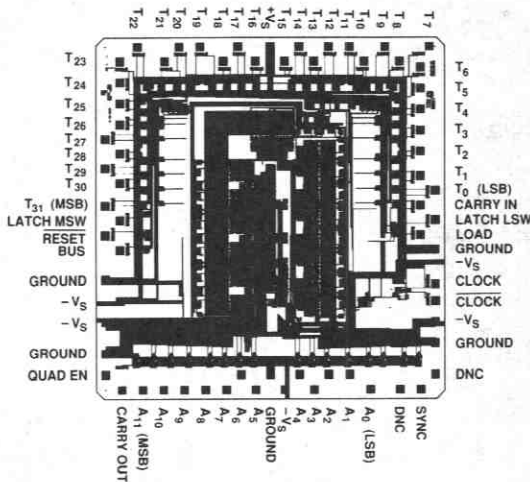 T22
T21
T20
T19
T18
T17
T16
+VS
T15
T14
T13
T12
T11
T10
T9
T8
T7
T23
T24
T25
T26
T27
T28
T29
T30
T31 (MSB)
LATCH MSW
RESET
BUS
GROUND
−VS
−VS
GROUND
QUAD EN
T6
T5
T4
T3
T2
T1
T0 (LSB)
CARRY IN
LATCH LSW
LOAD
GROUND
−VS
CLOCK
CLOCK
−VS
GROUND
DNC
CARRY OUT
A11 (MSB)
A10
A9
A8
A7
A6
A5
GROUND
−VS
A4
A3
A2
A1
A0 (LSB)
DNC
SYNC